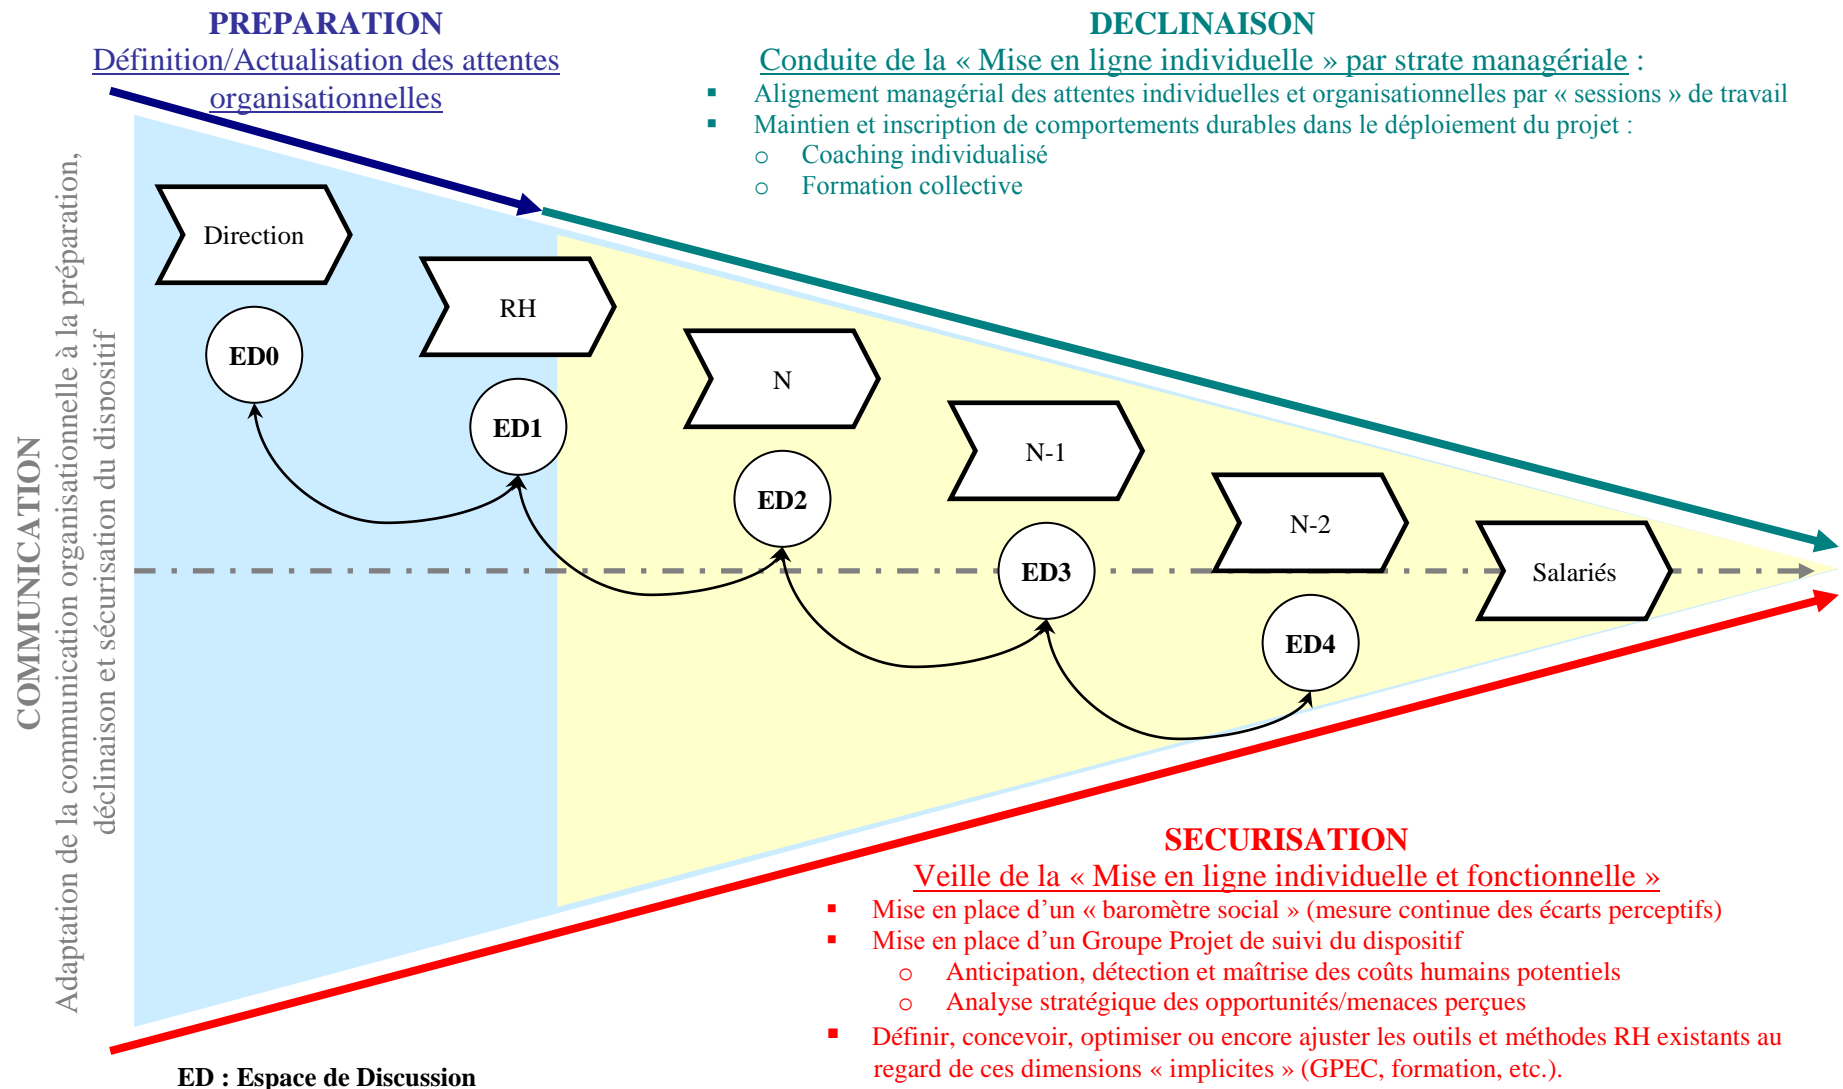 PREPARATION
Définition/Actualisation des attentes
organisationnelles
DECLINAISON
Conduite de la « Mise en ligne individuelle » par strate managériale :
▪ Alignement managérial des attentes individuelles et organisationnelles par « sessions » de travail
▪ Maintien et inscription de comportements durables dans le déploiement du projet :
o Coaching individualisé
o Formation collective
COMMUNICATION
Adaptation de la communication organisationnelle à la préparation,
déclinaison et sécurisation du dispositif
Direction
RH
N
N-1
N-2
Salariés
ED0
ED1
ED2
ED3
ED4
SECURISATION
Veille de la « Mise en ligne individuelle et fonctionnelle »
▪ Mise en place d’un « baromètre social » (mesure continue des écarts perceptifs)
▪ Mise en place d’un Groupe Projet de suivi du dispositif
o Anticipation, détection et maîtrise des coûts humains potentiels
o Analyse stratégique des opportunités/menaces perçues
▪ Définir, concevoir, optimiser ou encore ajuster les outils et méthodes RH existants au
regard de ces dimensions « implicites » (GPEC, formation, etc.).
ED : Espace de Discussion